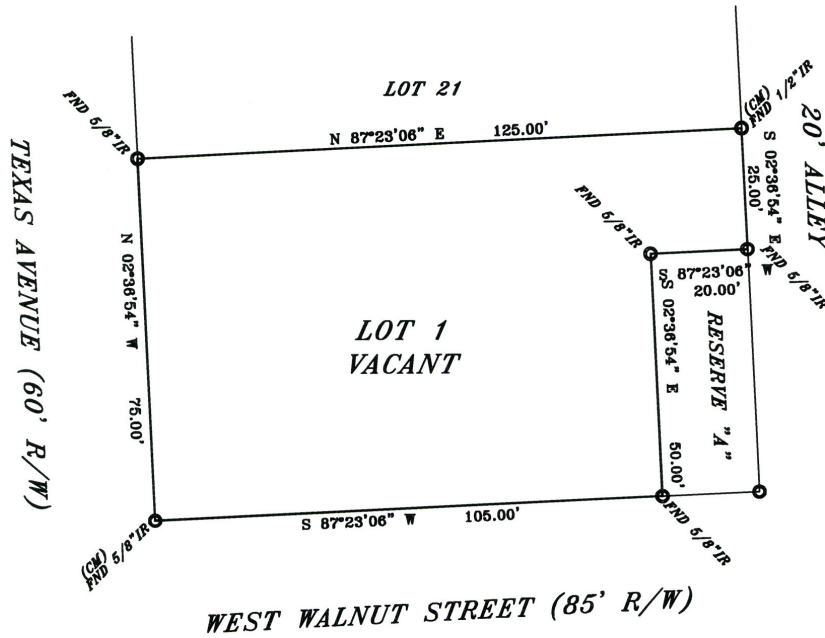 LOT 21
(CM)
FND 1/2"IR
FND 5/8"IR
N 87°23'06" E 125.00'
20' ALLEY
S 02°36'54" E
25.00'
TEXAS AVENUE (60' R/W)
N 02°36'54" W 75.00'
FND 5/8"IR
FND 5/8"IR
S 87°23'06" W
20.00'
LOT 1
VACANT
S 02°36'54" E 50.00'
RESERVE "A"
S 87°23'06" W 105.00'
(CM)
FND 5/8"IR
FND 5/8"IR
WEST WALNUT STREET (85' R/W)